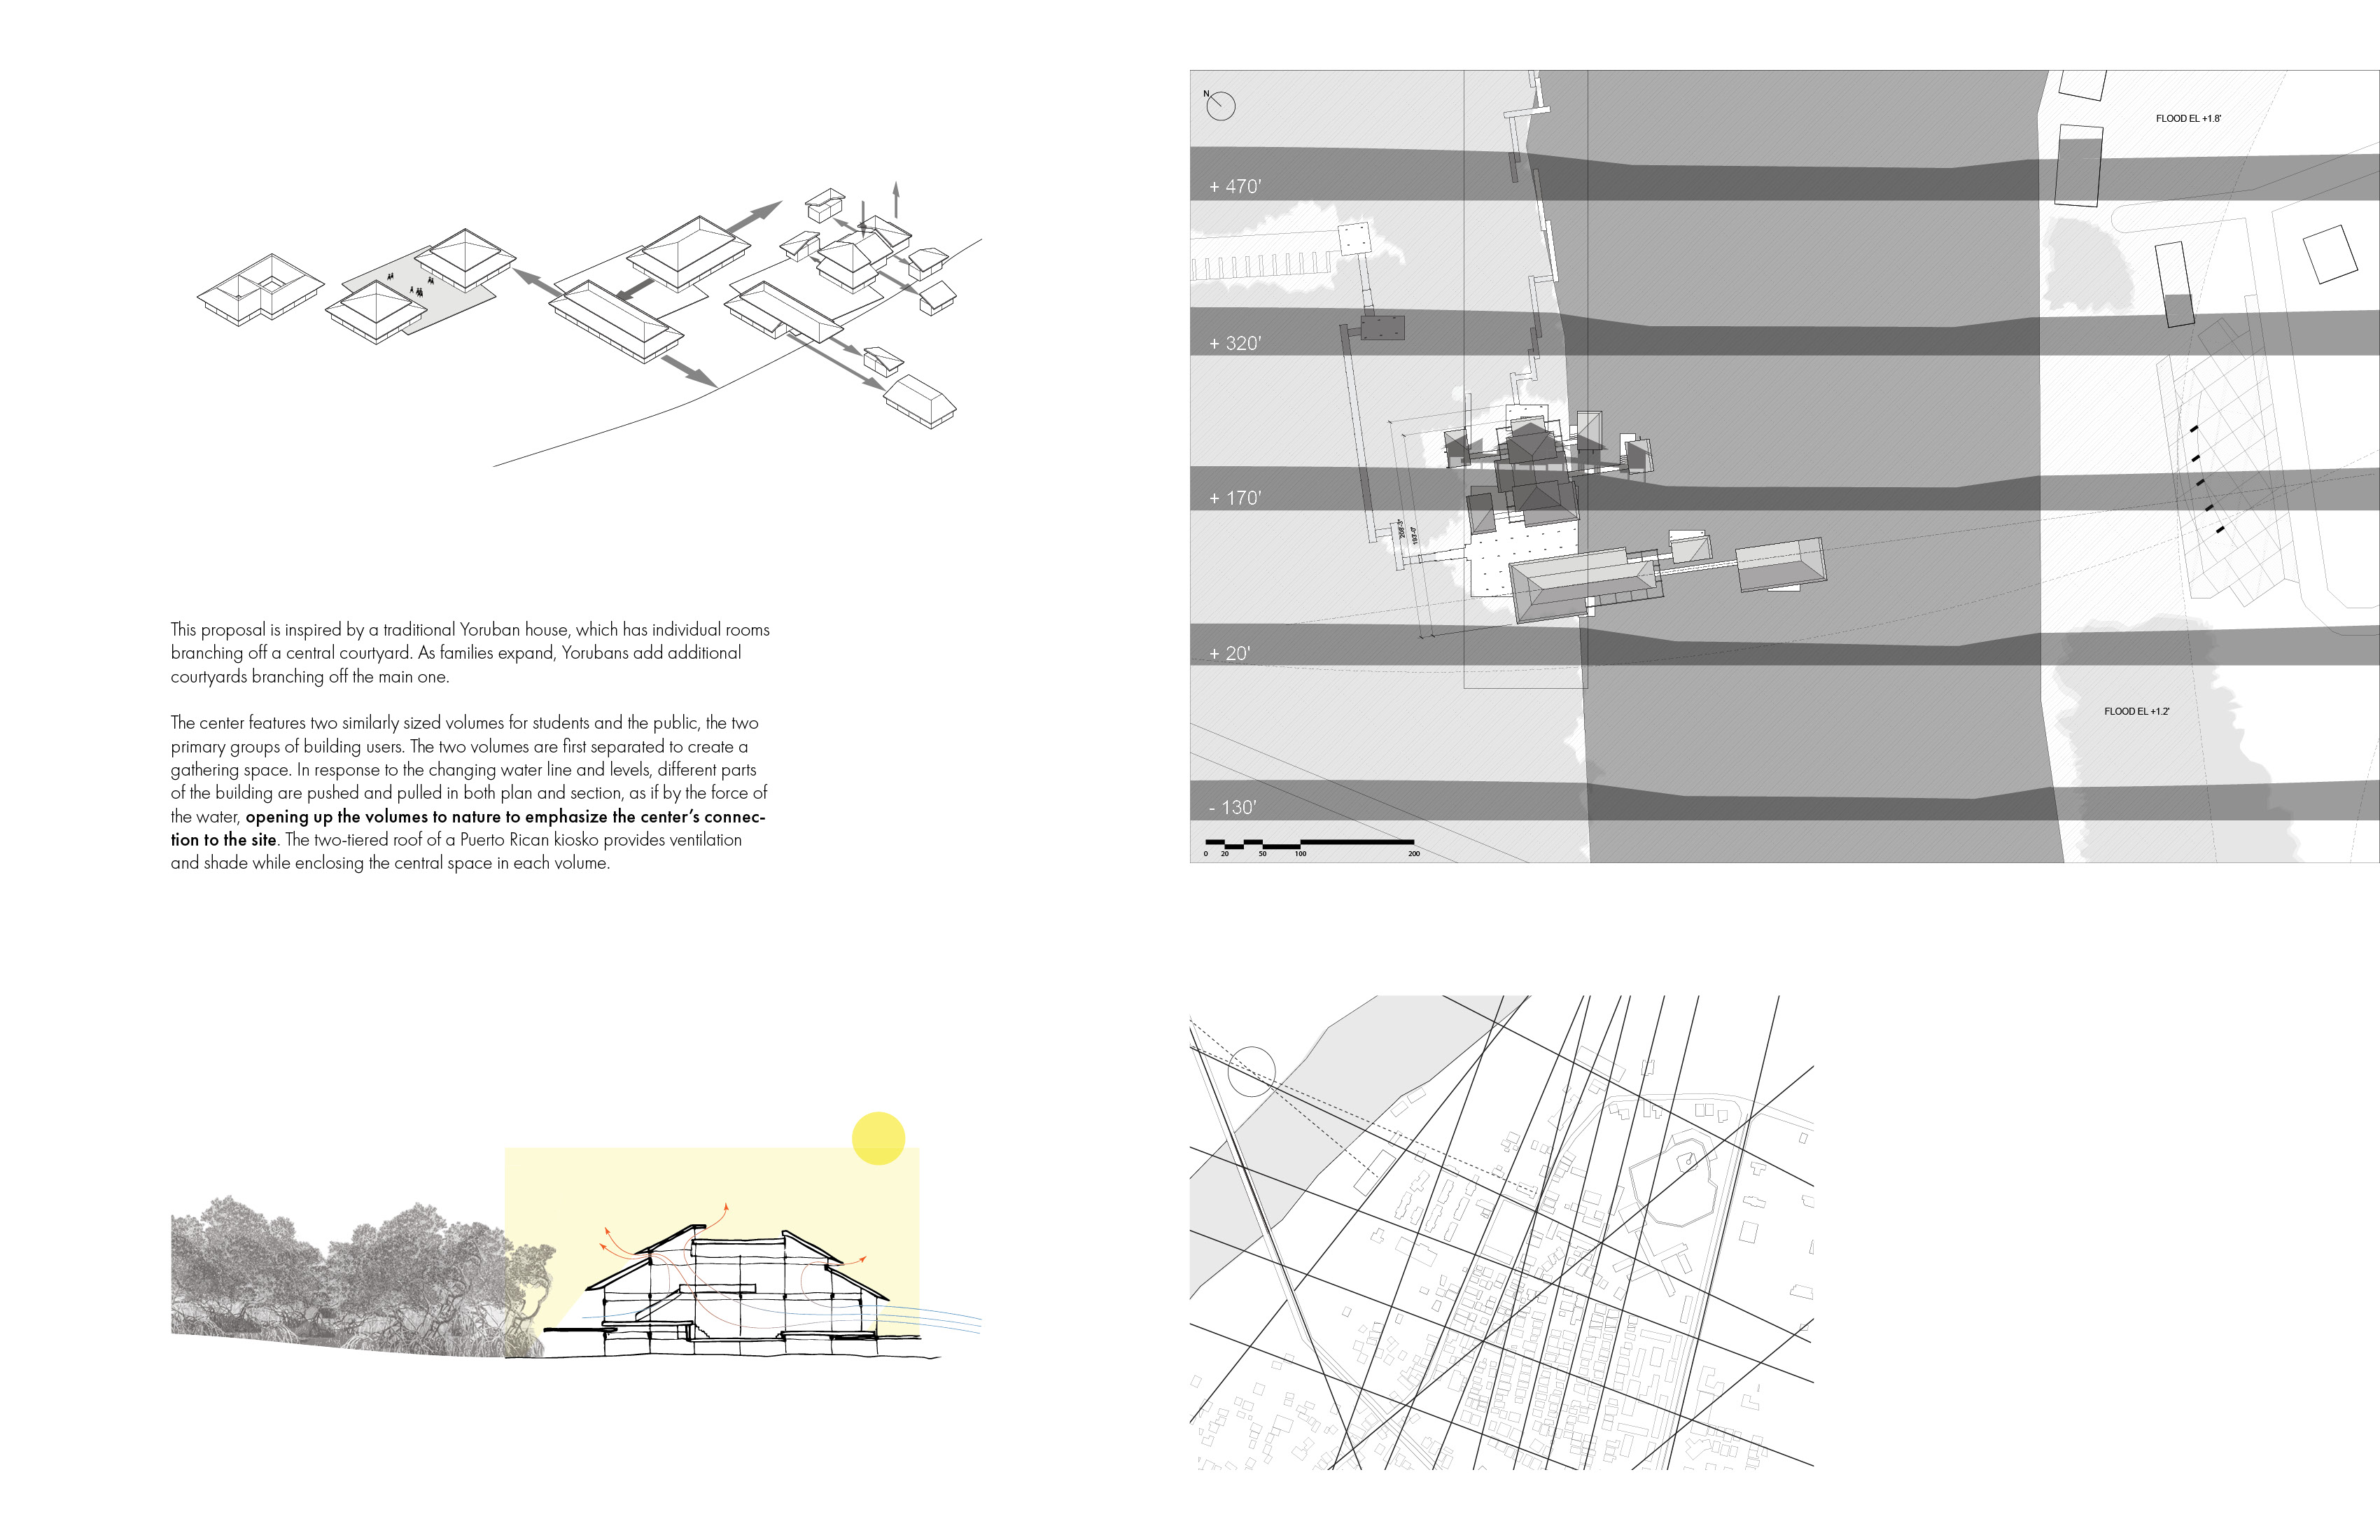 This proposal is inspired by a traditional Yoruban house, which has individual rooms
branching off a central courtyard. As families expand, Yorubans add additional
courtyards branching off the main one.
The center features two similarly sized volumes for students and the public, the two
primary groups of building users. The two volumes are first separated to create a
gathering space. In response to the changing water line and levels, different parts
of the building are pushed and pulled in both plan and section, as if by the force of
the water, opening up the volumes to nature to emphasize the center's connec-
tion to the site. The two-tiered roof of a Puerto Rican kiosko provides ventilation
and shade while enclosing the central space in each volume.
N
FLOOD EL +1.8'
+ 470'
+ 320'
+ 170'
+ 20'
FLOOD EL +1.2'
- 130'
0 20 50 100 200